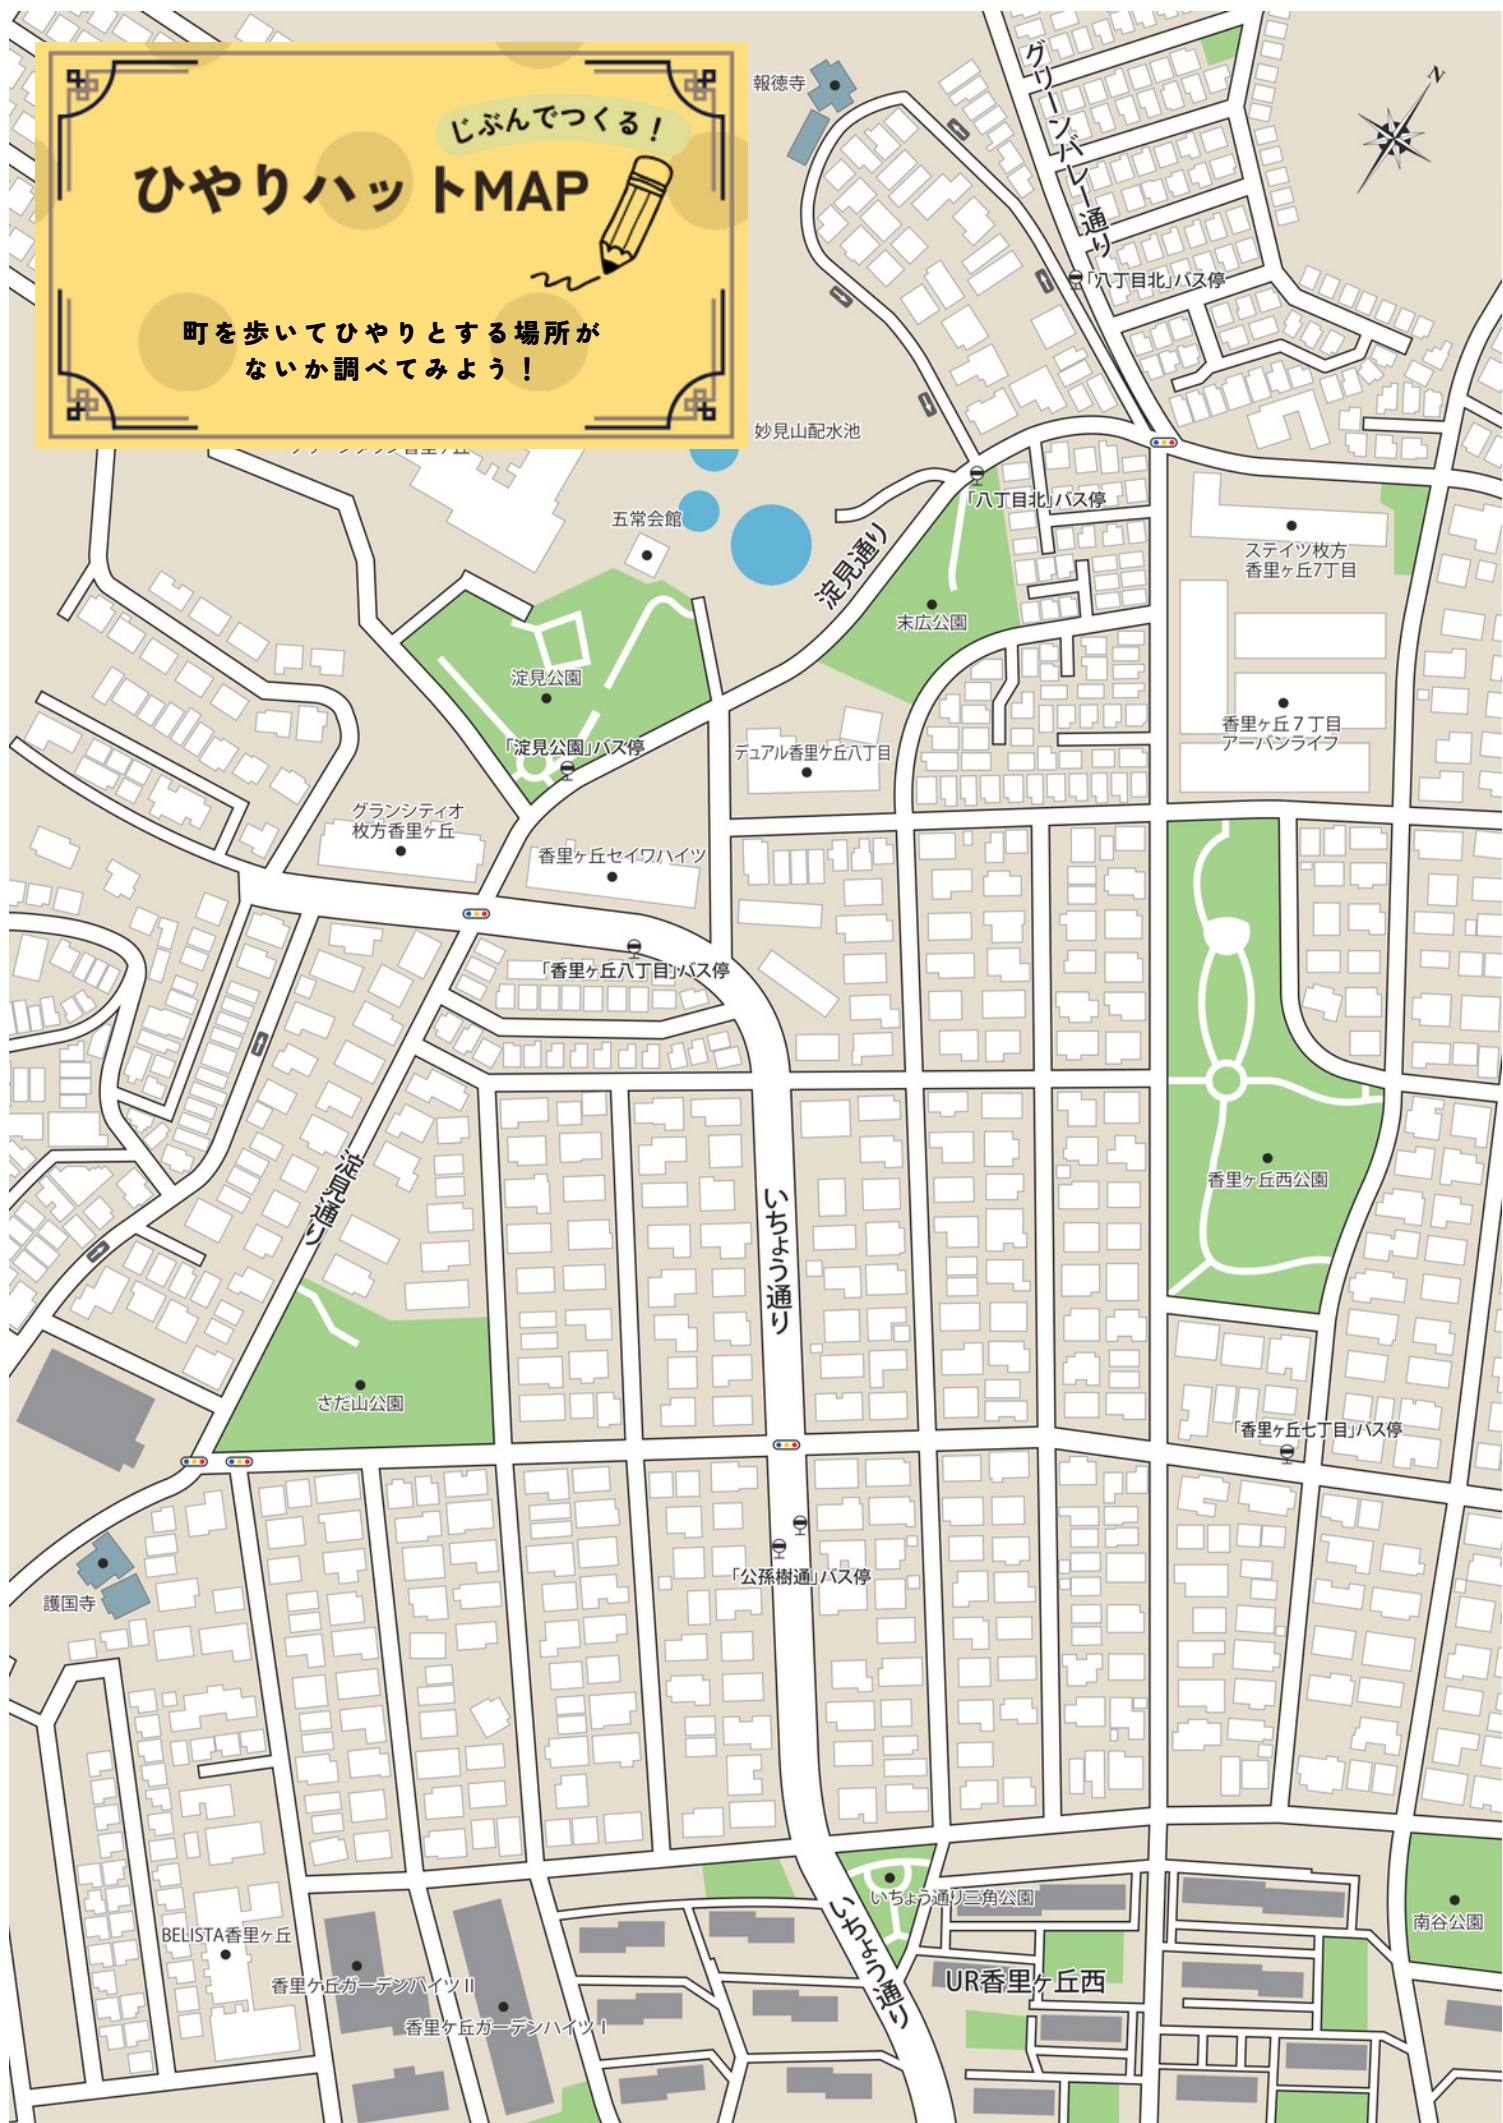 じぶんでつくる！
ひやりハットMAP
町を歩いてひやりとする場所が
ないか調べてみよう！
報徳寺
グリーンバレー通り
N
「八丁目北」バス停
妙見山配水池
五常会館
「八丁目北」バス停
淀見通り
末広公園
ステイツ枚方
香里ヶ丘7丁目
淀見公園
「淀見公園」バス停
デュアル香里ケ丘八丁目
香里ヶ丘７丁目
アーバンライフ
グランシティオ
枚方香里ヶ丘
香里ヶ丘セイワハイツ
「香里ヶ丘八丁目」バス停
淀見通り
いちょう通り
香里ヶ丘西公園
さだ山公園
「香里ヶ丘七丁目」バス停
「公孫樹通」バス停
護国寺
いちょう通り三角公園
いちょう通り
南谷公園
BELISTA香里ヶ丘
香里ケ丘ガーデンハイツⅡ
UR香里ヶ丘西
香里ケ丘ガーデンハイツⅠ